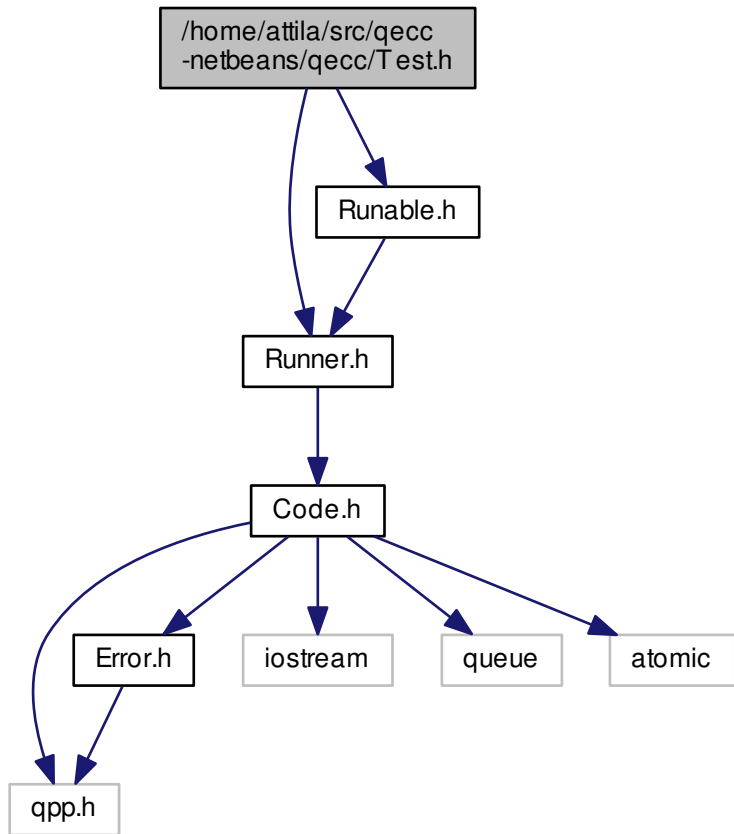 /home/attila/src/qecc
-netbeans/qecc/Test.h
Runable.h
Runner.h
Code.h
Error.h
iostream
queue
atomic
qpp.h